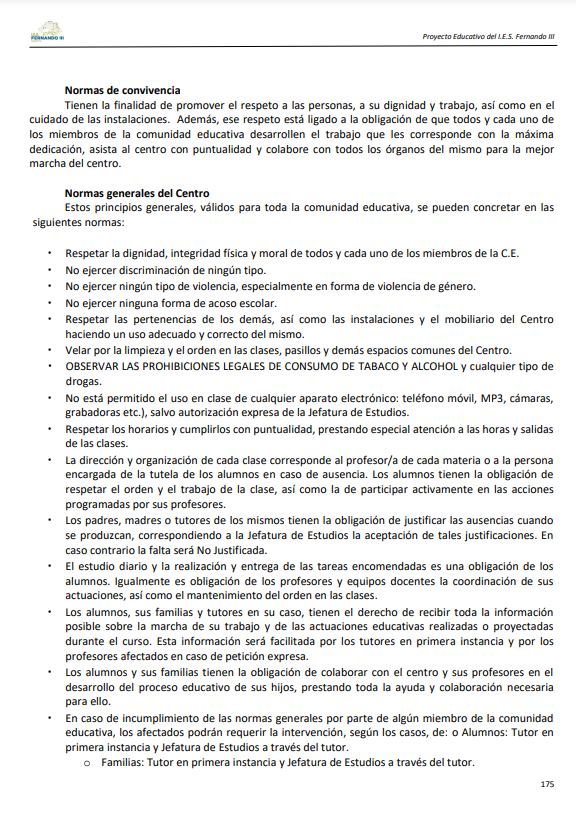 FERNANDO III
Proyecto Educativo del I.E.S. Fernando III
Normas de convivencia
Tienen la finalidad de promover el respeto a las personas, a su dignidad y trabajo, así como en el
cuidado de las instalaciones. Además, ese respeto está ligado a la obligación de que todos y cada uno de
los miembros de la comunidad educativa desarrollen el trabajo que les corresponde con la máxima
dedicación, asista al centro con puntualidad y colabore con todos los órganos del mismo para la mejor
marcha del centro.
Normas generales del Centro
Estos principios generales, válidos para toda la comunidad educativa, se pueden concretar en las
siguientes normas:
• Respetar la dignidad, integridad física y moral de todos y cada uno de los miembros de la C.E.
• No ejercer discriminación de ningún tipo.
• No ejercer ningún tipo de violencia, especialmente en forma de violencia de género.
• No ejercer ninguna forma de acoso escolar.
• Respetar las pertenencias de los demás, así como las instalaciones y el mobiliario del Centro
haciendo un uso adecuado y correcto del mismo.
• Velar por la limpieza y el orden en las clases, pasillos y demás espacios comunes del Centro.
• OBSERVAR LAS PROHIBICIONES LEGALES DE CONSUMO DE TABACO Y ALCOHOL y cualquier tipo de
drogas.
• No está permitido el uso en clase de cualquier aparato electrónico: teléfono móvil, MP3, cámaras,
grabadoras etc.), salvo autorización expresa de la Jefatura de Estudios.
• Respetar los horarios y cumplirlos con puntualidad, prestando especial atención a las horas y salidas
de las clases.
• La dirección y organización de cada clase corresponde al profesor/a de cada materia o a la persona
encargada de la tutela de los alumnos en caso de ausencia. Los alumnos tienen la obligación de
respetar el orden y el trabajo de la clase, así como la de participar activamente en las acciones
programadas por sus profesores.
• Los padres, madres o tutores de los mismos tienen la obligación de justificar las ausencias cuando
se produzcan, correspondiendo a la Jefatura de Estudios la aceptación de tales justificaciones. En
caso contrario la falta será No Justificada.
• El estudio diario y la realización y entrega de las tareas encomendadas es una obligación de los
alumnos. Igualmente es obligación de los profesores y equipos docentes la coordinación de sus
actuaciones, así como el mantenimiento del orden en las clases.
• Los alumnos, sus familias y tutores en su caso, tienen el derecho de recibir toda la información
posible sobre la marcha de su trabajo y de las actuaciones educativas realizadas o proyectadas
durante el curso. Esta información será facilitada por los tutores en primera instancia y por los
profesores afectados en caso de petición expresa.
• Los alumnos y sus familias tienen la obligación de colaborar con el centro y sus profesores en el
desarrollo del proceso educativo de sus hijos, prestando toda la ayuda y colaboración necesaria
para ello.
• En caso de incumplimiento de las normas generales por parte de algún miembro de la comunidad
educativa, los afectados podrán requerir la intervención, según los casos, de: o Alumnos: Tutor en
primera instancia y Jefatura de Estudios a través del tutor.
o Familias: Tutor en primera instancia y Jefatura de Estudios a través del tutor.
175